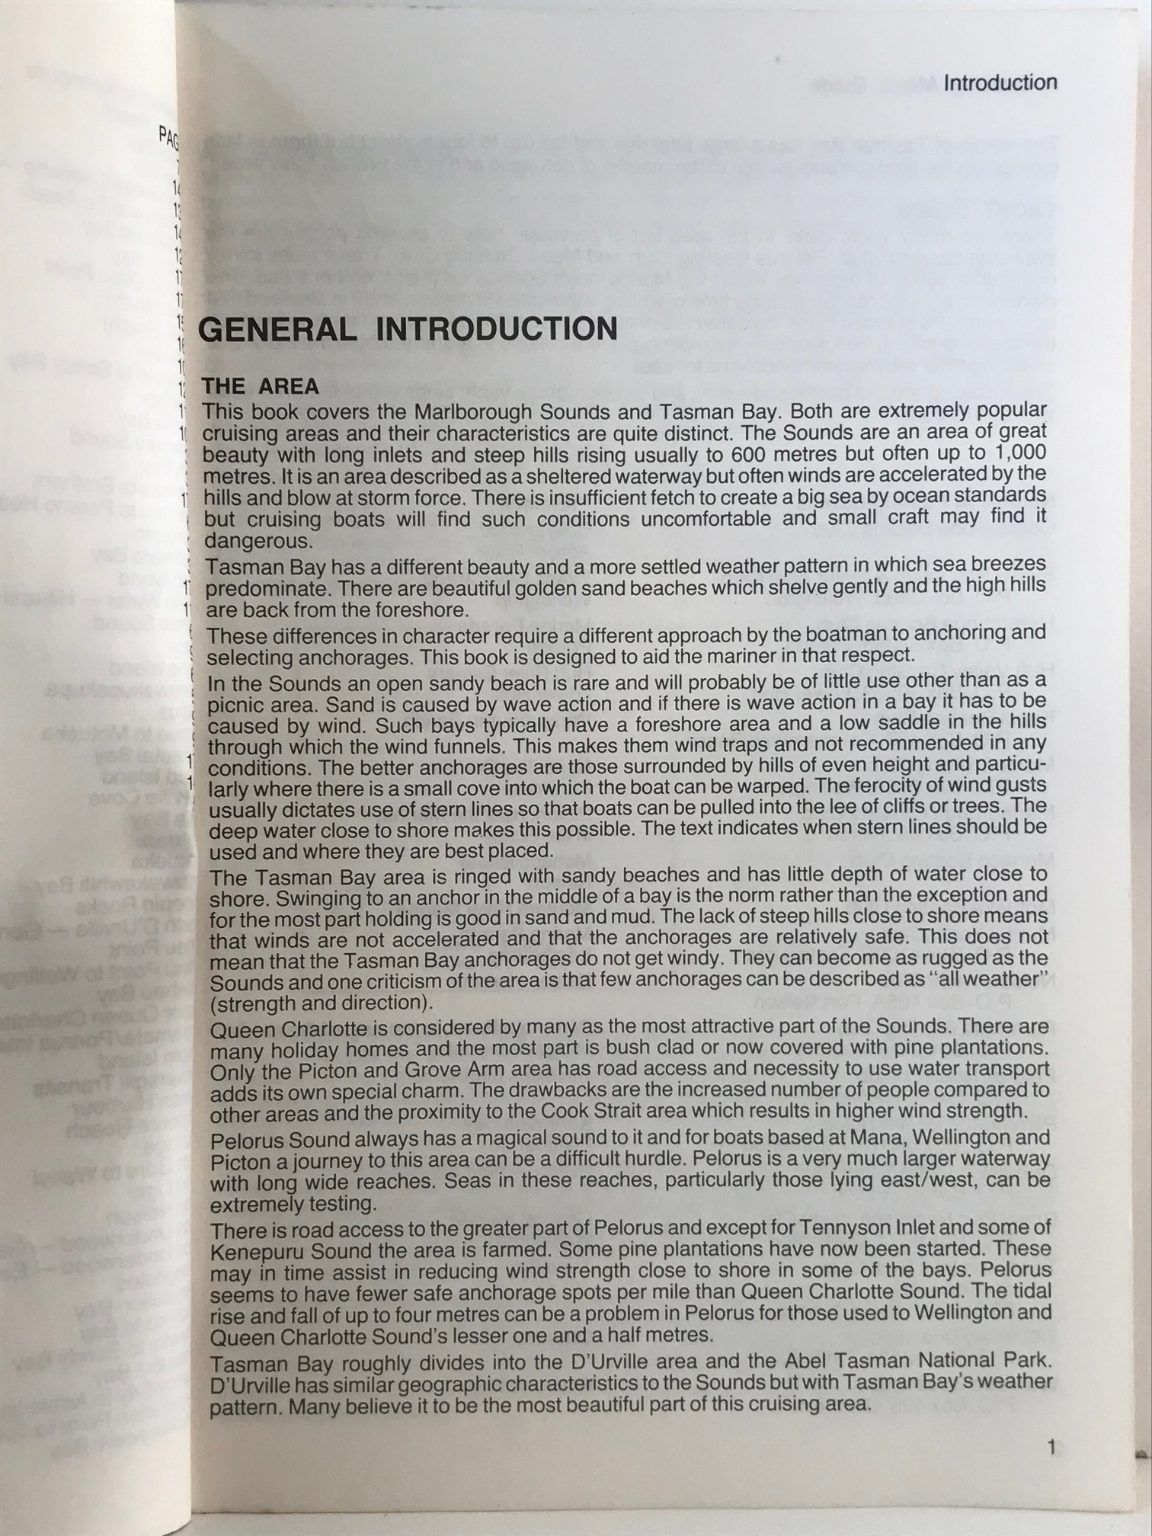 Introduction
GENERAL INTRODUCTION
THE AREA
This book covers the Marlborough Sounds and Tasman Bay. Both are extremely popular
cruising areas and their characteristics are quite distinct. The Sounds are an area of great
beauty with long inlets and steep hills rising usually to 600 metres but often up to 1,000
metres. It is an area described as a sheltered waterway but often winds are accelerated by the
hills and blow at storm force. There is insufficient fetch to create a big sea by ocean standards
but cruising boats will find such conditions uncomfortable and small craft may find it
dangerous.
Tasman Bay has a different beauty and a more settled weather pattern in which sea breezes
predominate. There are beautiful golden sand beaches which shelve gently and the high hills
are back from the foreshore.
These differences in character require a different approach by the boatman to anchoring and
selecting anchorages. This book is designed to aid the mariner in that respect.
In the Sounds an open sandy beach is rare and will probably be of little use other than as a
picnic area. Sand is caused by wave action and if there is wave action in a bay it has to be
caused by wind. Such bays typically have a foreshore area and a low saddle in the hills
through which the wind funnels. This makes them wind traps and not recommended in any
conditions. The better anchorages are those surrounded by hills of even height and particu-
larly where there is a small cove into which the boat can be warped. The ferocity of wind gusts
usually dictates use of stern lines so that boats can be pulled into the lee of cliffs or trees. The
deep water close to shore makes this possible. The text indicates when stern lines should be
used and where they are best placed.
The Tasman Bay area is ringed with sandy beaches and has little depth of water close to
shore. Swinging to an anchor in the middle of a bay is the norm rather than the exception and
for the most part holding is good in sand and mud. The lack of steep hills close to shore means
that winds are not accelerated and that the anchorages are relatively safe. This does not
mean that the Tasman Bay anchorages do not get windy. They can become as rugged as the
Sounds and one criticism of the area is that few anchorages can be described as “all weather”
(strength and direction).
Queen Charlotte is considered by many as the most attractive part of the Sounds. There are
many holiday homes and the most part is bush clad or now covered with pine plantations.
Only the Picton and Grove Arm area has road access and necessity to use water transport
adds its own special charm. The drawbacks are the increased number of people compared to
other areas and the proximity to the Cook Strait area which results in higher wind strength.
Pelorus Sound always has a magical sound to it and for boats based at Mana, Wellington and
Picton a journey to this area can be a difficult hurdle. Pelorus is a very much larger waterway
with long wide reaches. Seas in these reaches, particularly those lying east/west, can be
extremely testing.
There is road access to the greater part of Pelorus and except for Tennyson Inlet and some of
Kenepuru Sound the area is farmed. Some pine plantations have now been started. These
may in time assist in reducing wind strength close to shore in some of the bays. Pelorus
seems to have fewer safe anchorage spots per mile than Queen Charlotte Sound. The tidal
rise and fall of up to four metres can be a problem in Pelorus for those used to Wellington and
Queen Charlotte Sound's lesser one and a half metres.
Tasman Bay roughly divides into the D'Urville area and the Abel Tasman National Park.
D'Urville has similar geographic characteristics to the Sounds but with Tasman Bay's weather
pattern. Many believe it to be the most beautiful part of this cruising area.
1